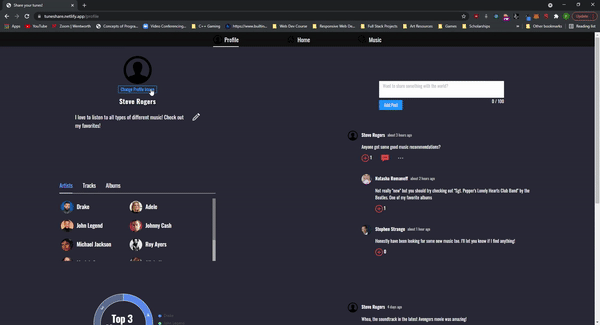 Share your tunes!
tuneshare.netlify.app/profile
Update
Apps
YouTube
Zoom | Wentworth
Concepts of Progra...
Video Conferencing...
C++ Gaming
https://www.builtin...
Web Dev Course
Responsive Web De...
Full Stack Projects
Art Resources
Games
Scholarships
Other bookmarks
Reading list
Profile
Home
Music
Change Profile Image
Steve Rogers
I love to listen to all types of different music! Check out
my favorites!
Want to share something with the world?
Add Post
0 / 100
Artists
Tracks
Albums
Drake
Adele
John Legend
Johnny Cash
Michael Jackson
Roy Ayers
Top 3
Steve Rogers about 3 hours ago
Anyone got some good music recommendations?
1
Natasha Romanoff about 2 hours ago
Not really "new" but you should try checking out "Sgt. Pepper's Lonely Hearts Club Band" by the
Beatles. One of my favorite albums
1
Stephen Strange about 1 hour ago
Honestly have been looking for some new music too. I'll let you know if I find anything!
0
Steve Rogers 4 days ago
Whoa, the soundtrack in the latest Avengers movie was amazing!